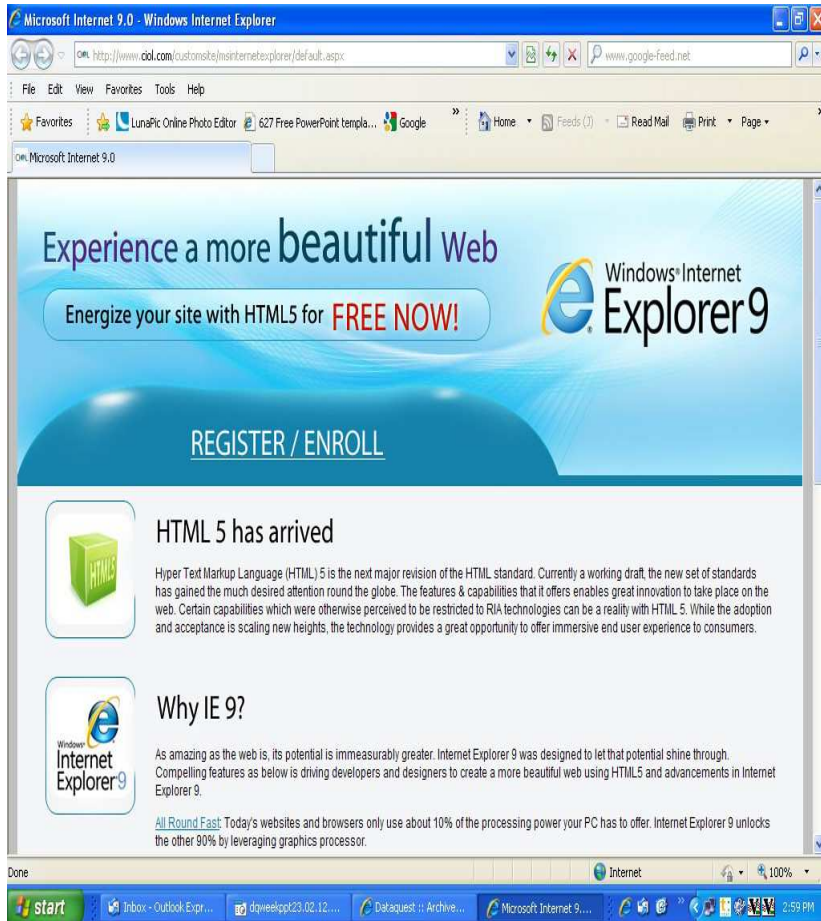 Microsoft Internet 9.0 - Windows Internet Explorer
http://www.ciol.com/customsite/msinternetexplorer/default.aspx
www.google-feed.net
File Edit View Favorites Tools Help
Favorites LunaPic Online Photo Editor 627 Free PowerPoint templa... Google » Home Feeds (J) Read Mail Print Page
Microsoft Internet 9.0
Experience a more beautiful Web
Energize your site with HTML5 for FREE NOW!
Windows® Internet
Explorer 9
REGISTER / ENROLL
HTML5
HTML 5 has arrived
Hyper Text Markup Language (HTML) 5 is the next major revision of the HTML standard. Currently a working draft, the new set of standards
has gained the much desired attention round the globe. The features & capabilities that it offers enables great innovation to take place on the
web. Certain capabilities which were otherwise perceived to be restricted to RIA technologies can be a reality with HTML 5. While the adoption
and acceptance is scaling new heights, the technology provides a great opportunity to offer immersive end user experience to consumers.
Windows®
Internet
Explorer9
Why IE 9?
As amazing as the web is, its potential is immeasurably greater. Internet Explorer 9 was designed to let that potential shine through.
Compelling features as below is driving developers and designers to create a more beautiful web using HTML5 and advancements in Internet
Explorer 9.
All Round Fast: Today's websites and browsers only use about 10% of the processing power your PC has to offer. Internet Explorer 9 unlocks
the other 90% by leveraging graphics processor.
Done
Internet
100%
start
Inbox - Outlook Expr...
dqweekppt23.02.12....
Dataquest :: Archive...
Microsoft Internet 9....
2:59 PM